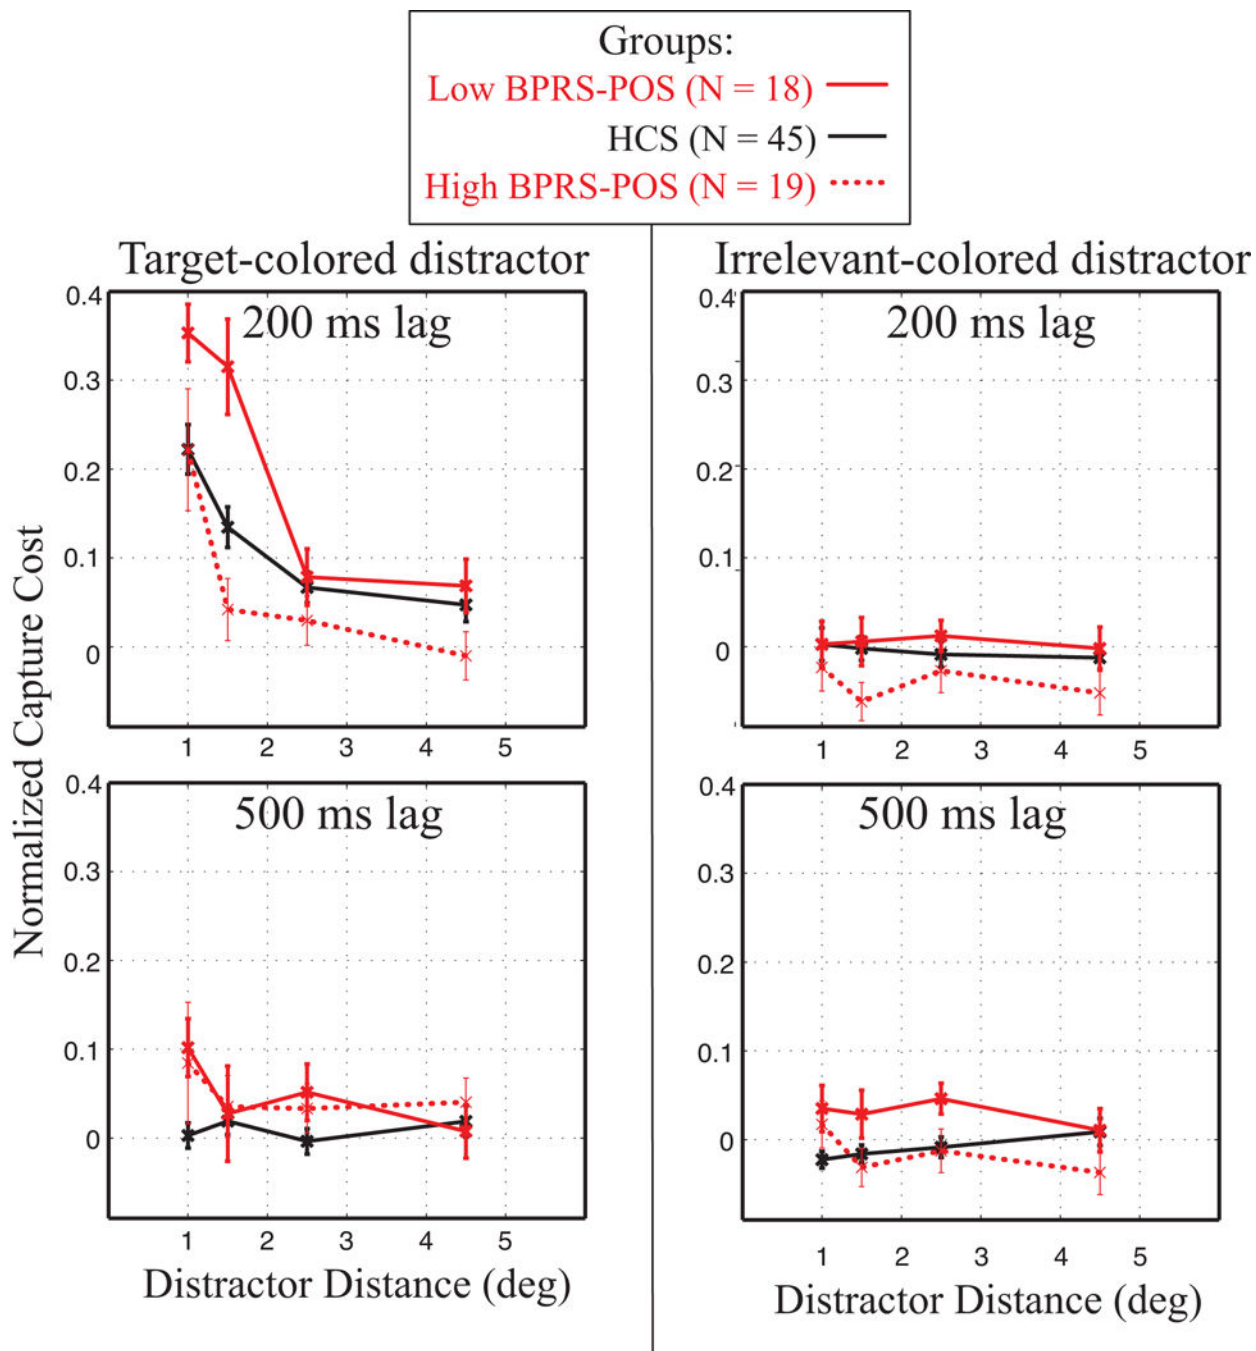 Groups:
Low BPRS-POS (N = 18)
HCS (N = 45)
High BPRS-POS (N = 19)
Target-colored distractor
Irrelevant-colored distractor
200 ms lag
200 ms lag
0.4
0.3
0.2
0.1
0
1 2 3 4 5
0.4
0.3
0.2
0.1
0
1 2 3 4 5
Normalized Capture Cost
500 ms lag
500 ms lag
0.4
0.3
0.2
0.1
0
1 2 3 4 5
0.4
0.3
0.2
0.1
0
1 2 3 4 5
Distractor Distance (deg)
Distractor Distance (deg)